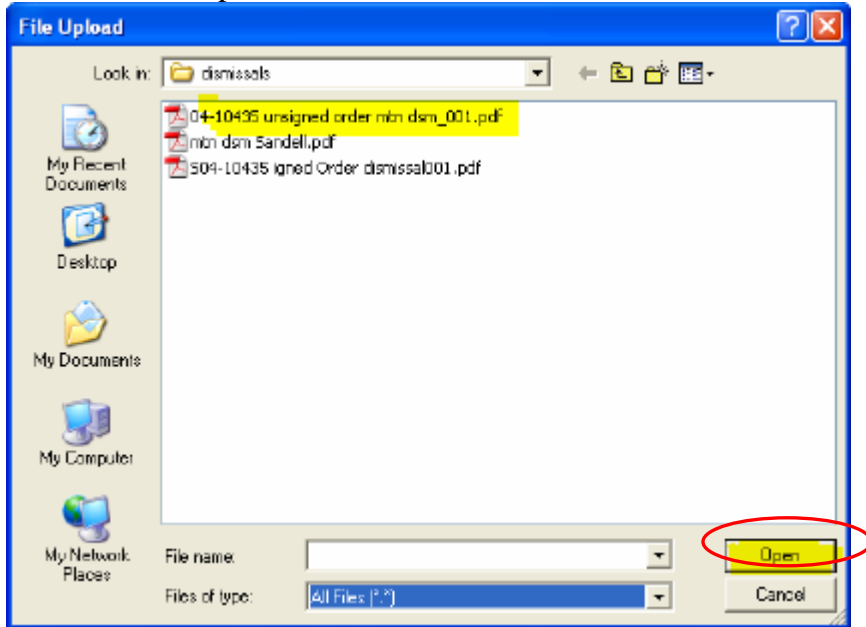 File Upload
Look in: dismissals
04-10435 unsigned order mtn dsm_001.pdf
mtn dsm Sandell.pdf
S04-10435 igned Order dismissal001.pdf
My Recent
Documents
Desktop
My Documents
My Computer
My Network
Places
File name:
Open
Files of type: All Files (*.*)
Cancel